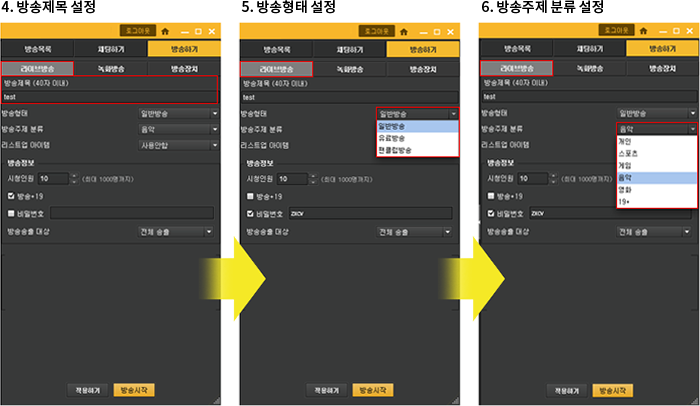 4. 방송제목 설정
로그아웃
방송목록 채팅하기 방송하기
라이브방송 녹화방송 방송장치
방송제목 (40자 이내)
test
방송형태 일반방송
방송주제 분류 음악
리스트업 아이템 사용안함
방송정보
시청인원 10 (최대 1000명까지)
방송+19
비밀번호
방송송출 대상 전체 송출
적용하기 방송시작
5. 방송형태 설정
로그아웃
방송목록 채팅하기 방송하기
라이브방송 녹화방송 방송장치
방송제목 (40자 이내)
test
방송형태 일반방송
일반방송
유료방송
팬클럽방송
방송주제 분류
리스트업 아이템
방송정보
시청인원 10 (최대 1000명까지)
방송+19
비밀번호 zxcv
방송송출 대상 전체 송출
적용하기 방송시작
6. 방송주제 분류 설정
로그아웃
방송목록 채팅하기 방송하기
라이브방송 녹화방송 방송장치
방송제목 (40자 이내)
test
방송형태 일반방송
방송주제 분류 음악
개인
스포츠
게임
음악
영화
19+
리스트업 아이템
방송정보
시청인원 10 (최대 1000명까지)
방송+19
비밀번호 zxcv
방송송출 대상 전체 송출
적용하기 방송시작